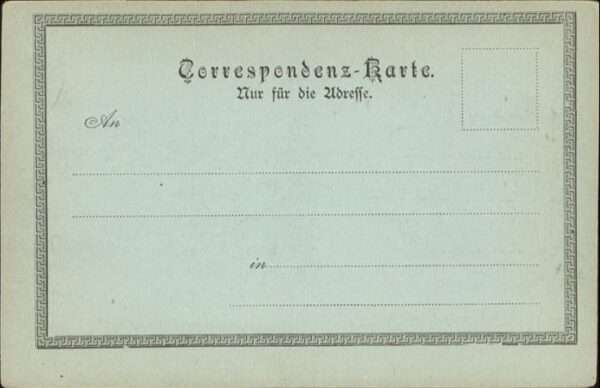 Correspondenz-Karte.
Nur für die Adresse.
An
in